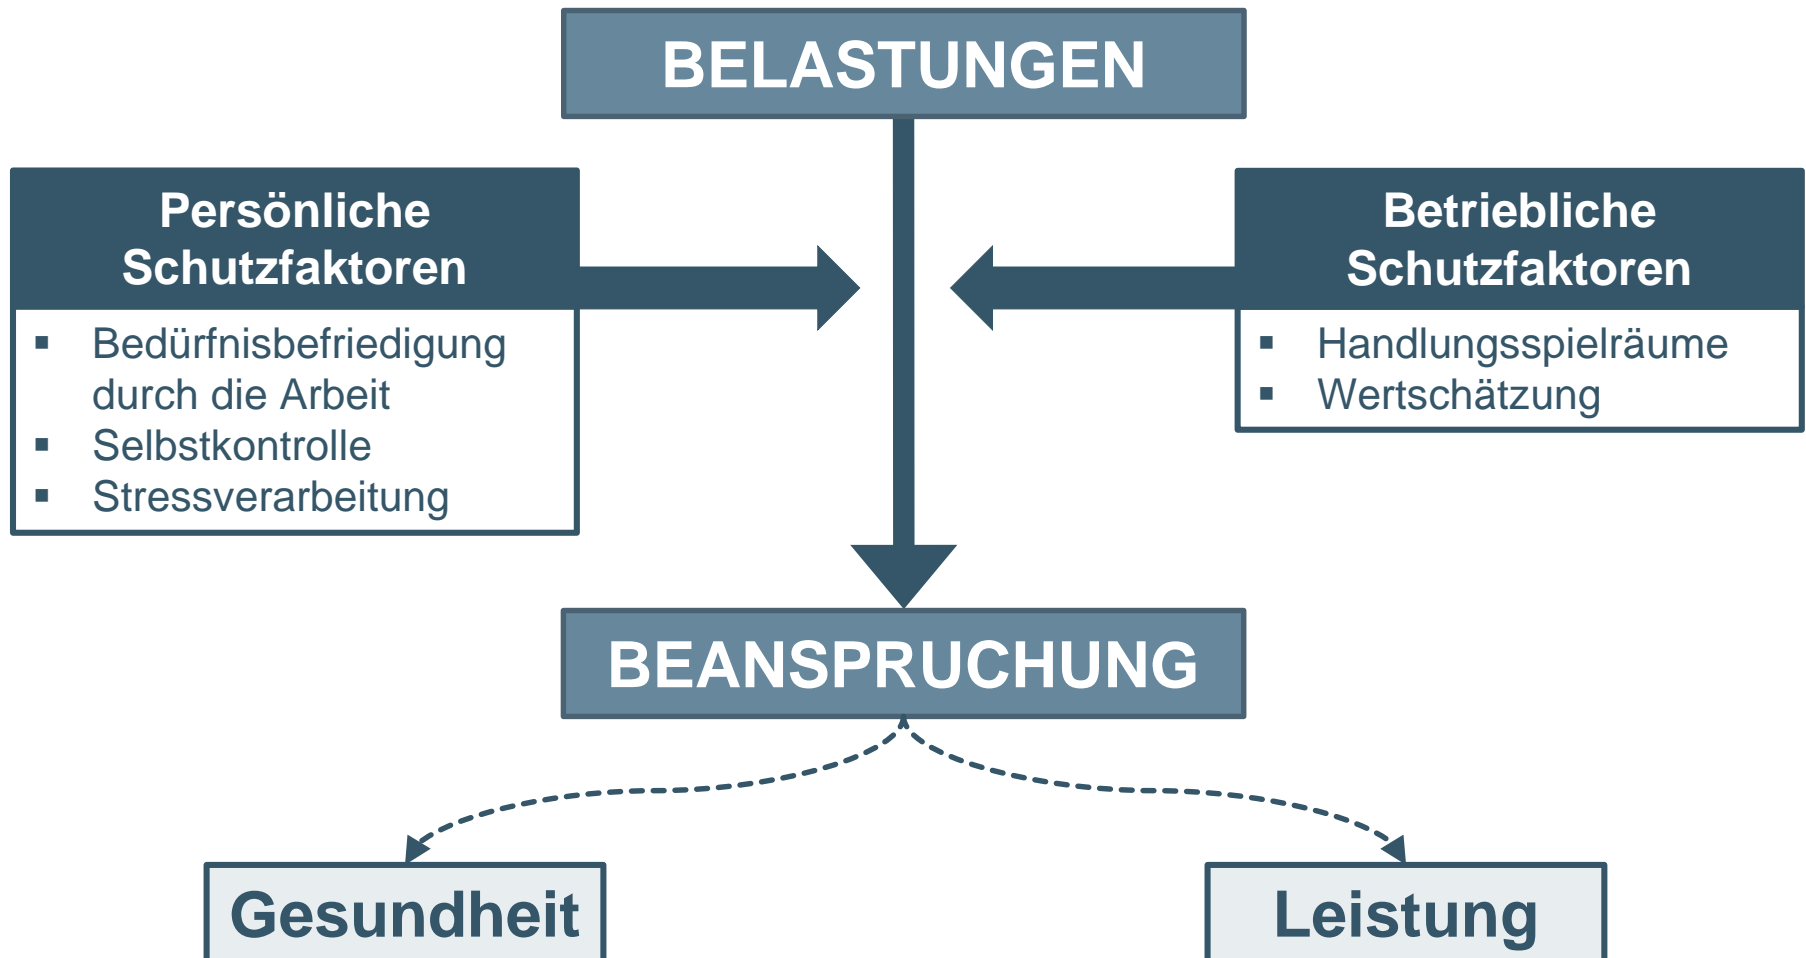 BELASTUNGEN
Persönliche
Schutzfaktoren
▪ Bedürfnisbefriedigung
durch die Arbeit
▪ Selbstkontrolle
▪ Stressverarbeitung
Betriebliche
Schutzfaktoren
▪ Handlungsspielräume
▪ Wertschätzung
BEANSPRUCHUNG
Gesundheit
Leistung